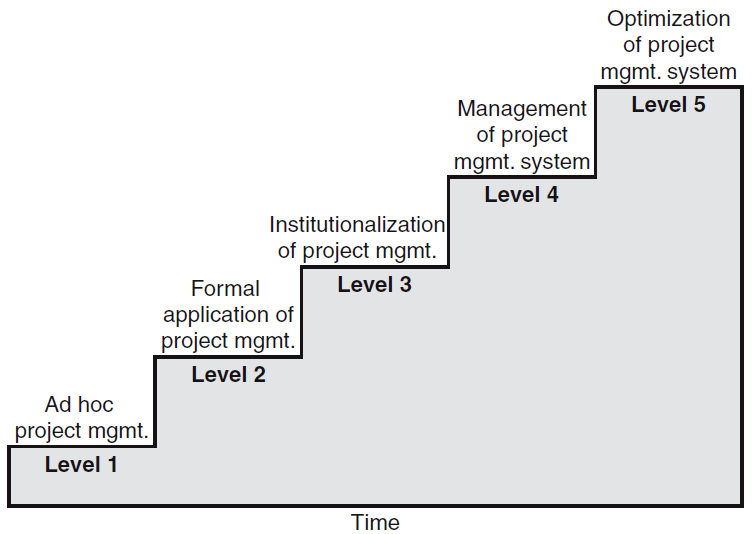 Optimization
of project
mgmt. system
Level 5
Management
of project
mgmt. system
Level 4
Institutionalization
of project mgmt.
Level 3
Formal
application of
project mgmt.
Level 2
Ad hoc
project mgmt.
Level 1
Time